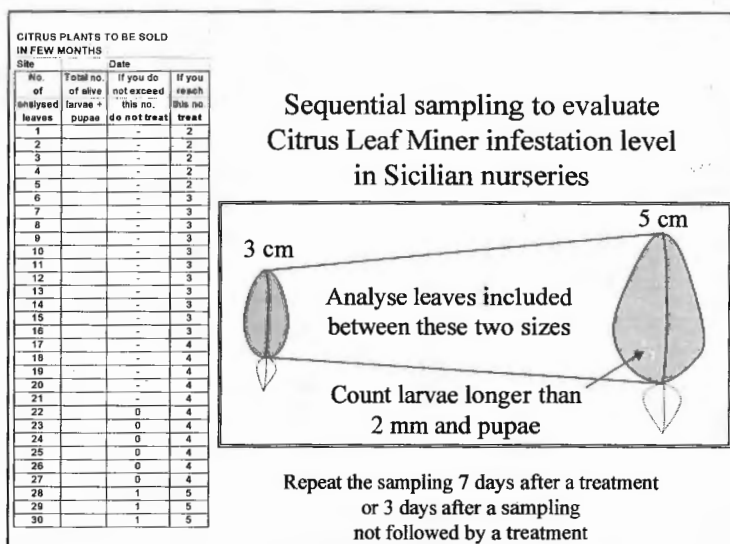 CITRUS PLANTS TO BE SOLD
IN FEW MONTHS
Site Date
No. of analysed leaves | Total no. of alive larvae + pupae | If you do not exceed this no. do not treat | If you reach this no treat
1 - 2
2 - 2
3 - 2
4 - 2
5 - 2
6 - 3
7 - 3
8 - 3
9 - 3
10 - 3
11 - 3
12 - 3
13 - 3
14 - 3
15 - 3
16 - 3
17 - 4
18 - 4
19 - 4
20 - 4
21 - 4
22 0 4
23 0 4
24 0 4
25 0 4
26 0 4
27 0 4
28 1 5
29 1 5
30 1 5
Sequential sampling to evaluate
Citrus Leaf Miner infestation level
in Sicilian nurseries
3 cm
5 cm
Analyse leaves included
between these two sizes
Count larvae longer than
2 mm and pupae
Repeat the sampling 7 days after a treatment
or 3 days after a sampling
not followed by a treatment